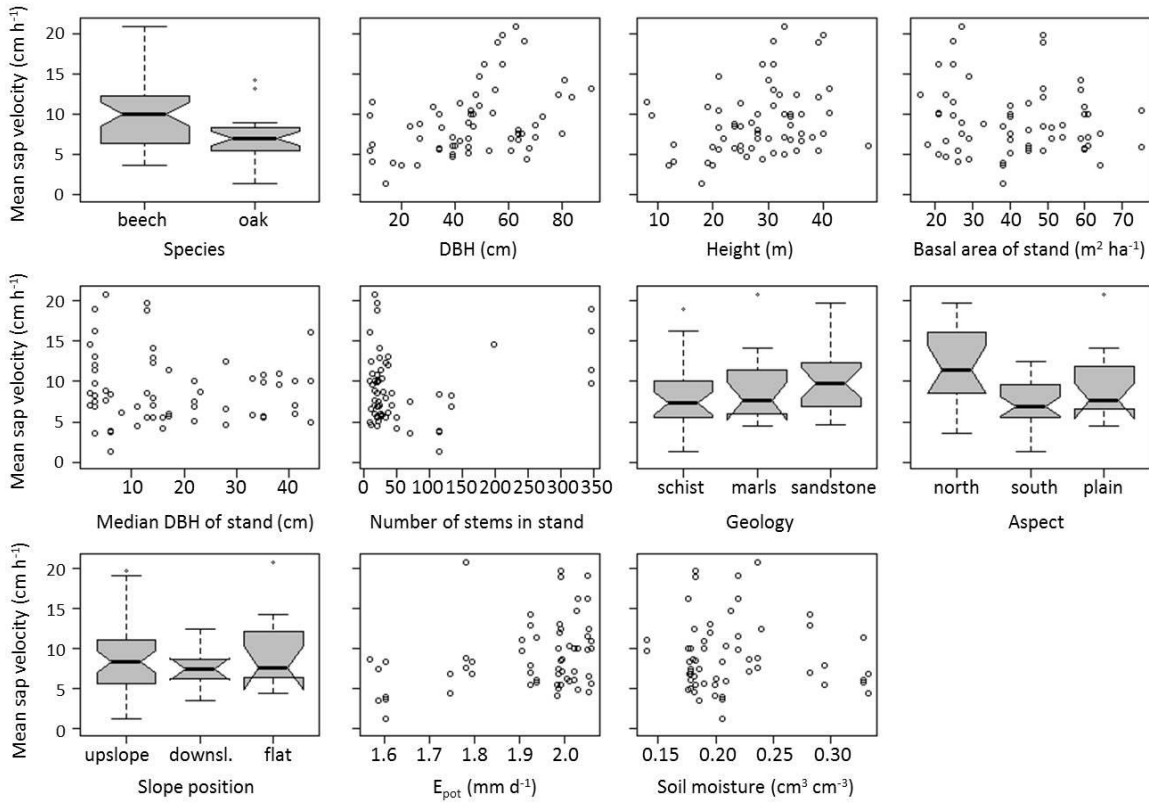 Mean sap velocity (cm h⁻¹)
20
15
10
5
0
beech oak
Species
20 40 60 80
DBH (cm)
10 20 30 40
Height (m)
20 30 40 50 60 70
Basal area of stand (m² ha⁻¹)
Mean sap velocity (cm h⁻¹)
20
15
10
5
0
10 20 30 40
Median DBH of stand (cm)
0 50 100 150 200 250 300 350
Number of stems in stand
schist marls sandstone
Geology
north south plain
Aspect
Mean sap velocity (cm h⁻¹)
20
15
10
5
0
upslope downsl. flat
Slope position
1.6 1.7 1.8 1.9 2.0
E_pot (mm d⁻¹)
0.15 0.20 0.25 0.30
Soil moisture (cm³ cm⁻³)